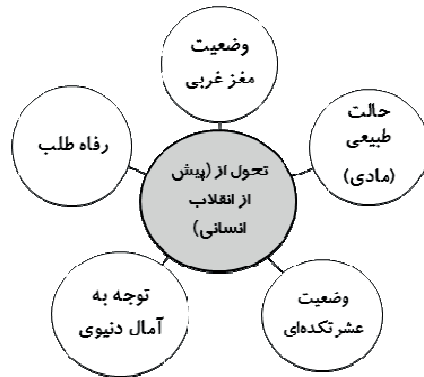 وضعیت
مغز غربی
حالت
طبیعی
(مادی)
رفاه طلب
تحول از (پیش
از انقلاب
انسانی)
توجه به
آمال دنیوی
وضعیت
عشرتکده‌ای